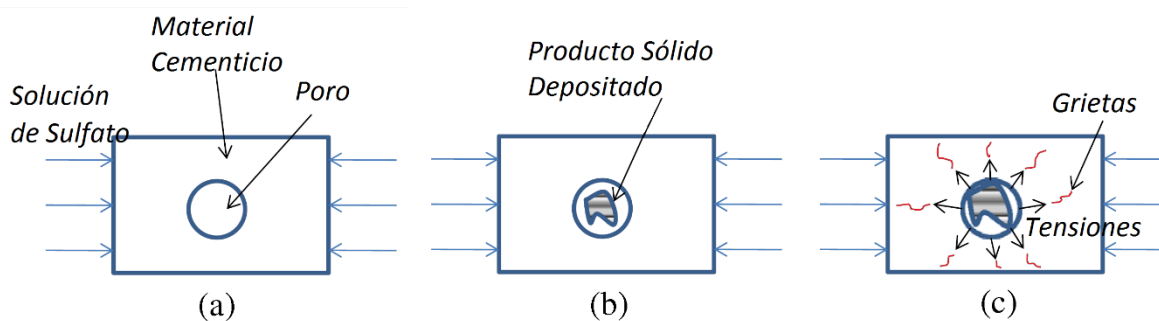 Material
Cementicio
Poro
Solución
de Sulfato
(a)
Producto Sólido
Depositado
(b)
Grietas
Tensiones
(c)